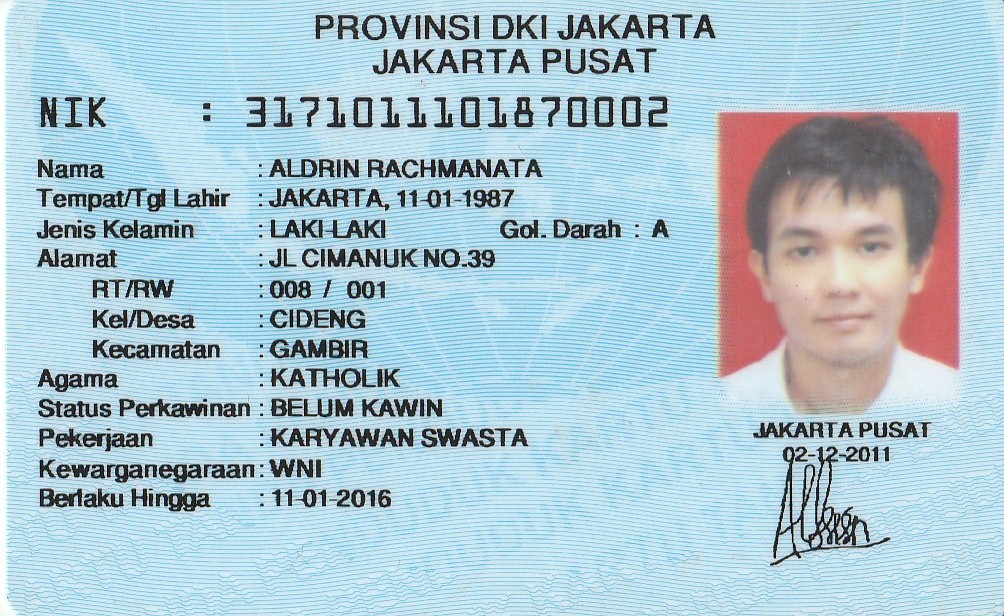 PROVINSI DKI JAKARTA
JAKARTA PUSAT
NIK : 3171011101870002
Nama : ALDRIN RACHMANATA
Tempat/Tgl Lahir : JAKARTA, 11-01-1987
Jenis Kelamin : LAKI-LAKI Gol. Darah : A
Alamat : JL CIMANUK NO.39
RT/RW : 008 / 001
Kel/Desa : CIDENG
Kecamatan : GAMBIR
Agama : KATHOLIK
Status Perkawinan : BELUM KAWIN
Pekerjaan : KARYAWAN SWASTA
Kewarganegaraan : WNI
Berlaku Hingga : 11-01-2016
JAKARTA PUSAT
02-12-2011